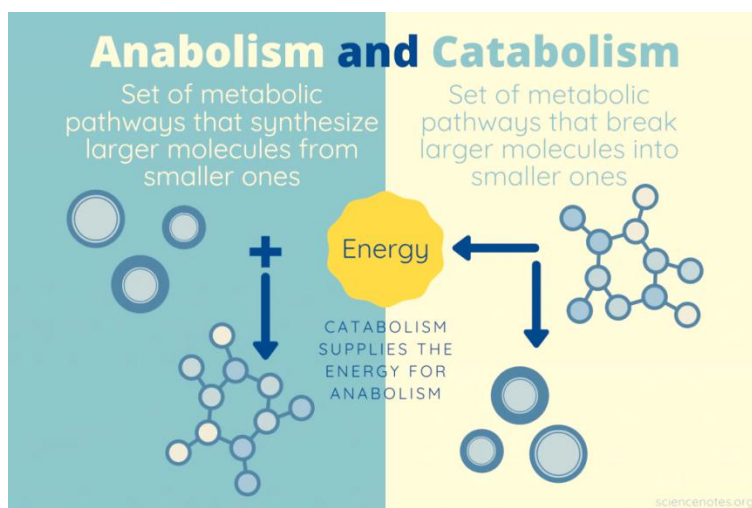 Anabolism and Catabolism
Set of metabolic
pathways that synthesize
larger molecules from
smaller ones
Set of metabolic
pathways that break
larger molecules into
smaller ones
+
Energy
CATABOLISM
SUPPLIES THE
ENERGY FOR
ANABOLISM
sciencenotes.org